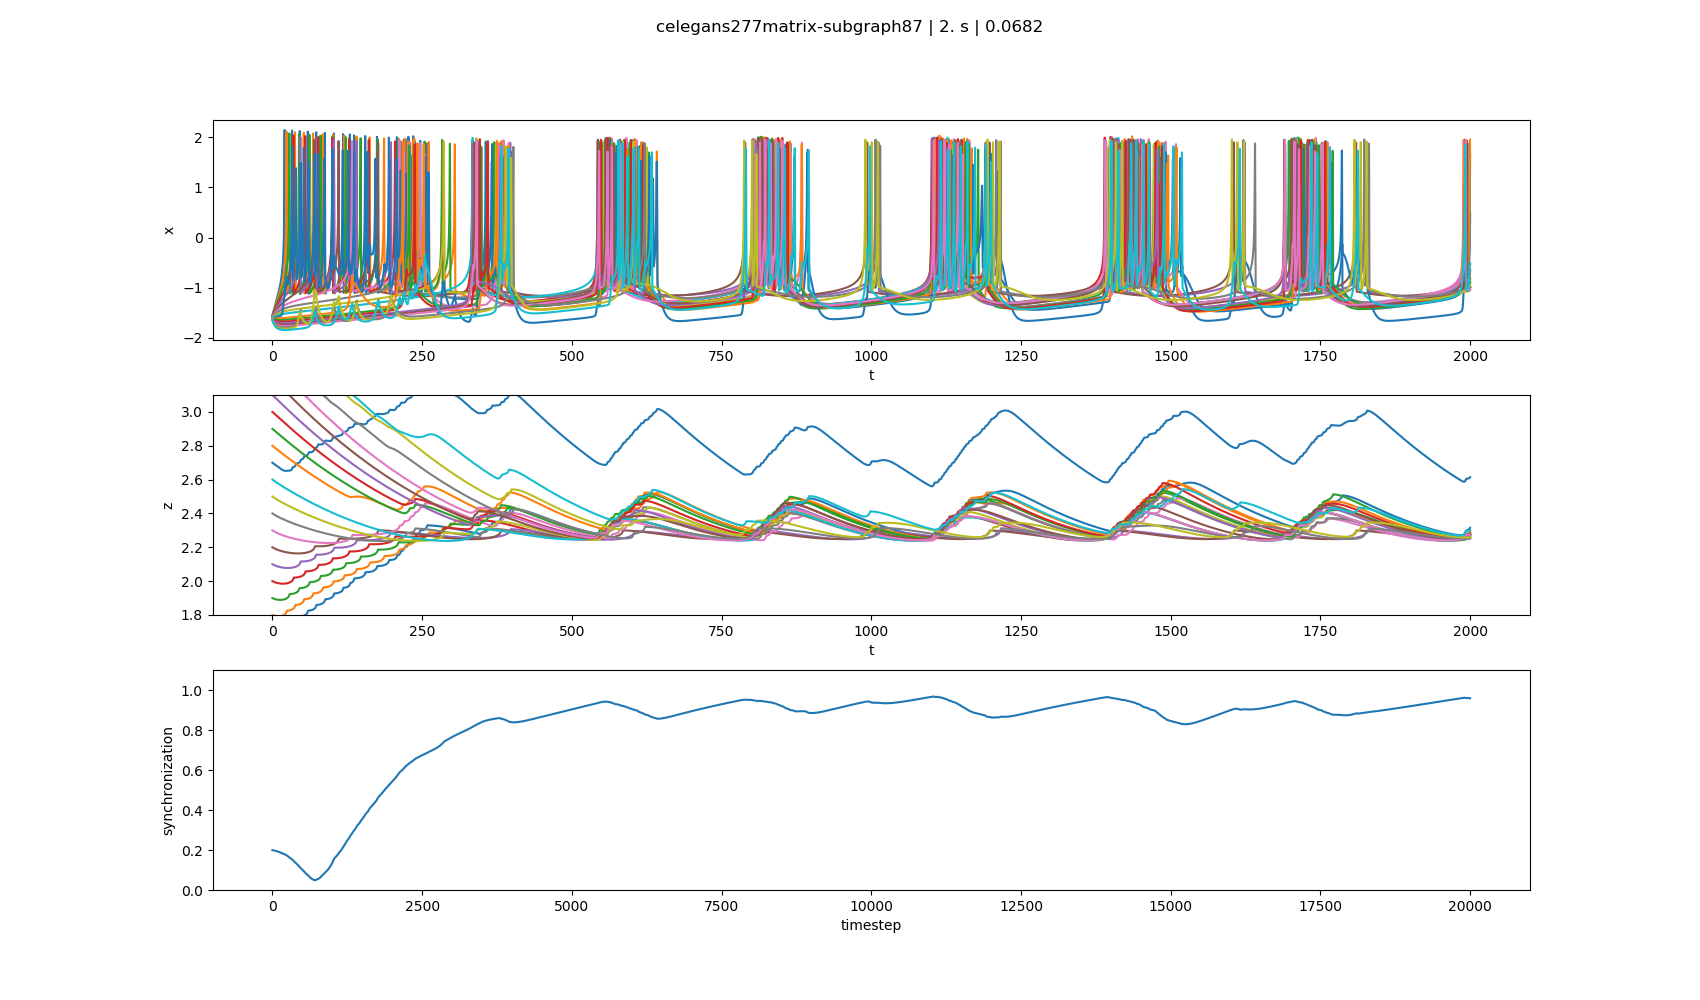 celegans277matrix-subgraph87 | 2. s | 0.0682
2
1
0
−1
−2
x
0 250 500 750 1000 1250 1500 1750 2000
t
3.0
2.8
2.6
2.4
2.2
2.0
1.8
z
0 250 500 750 1000 1250 1500 1750 2000
t
1.0
0.8
0.6
0.4
0.2
0.0
synchronization
0 2500 5000 7500 10000 12500 15000 17500 20000
timestep